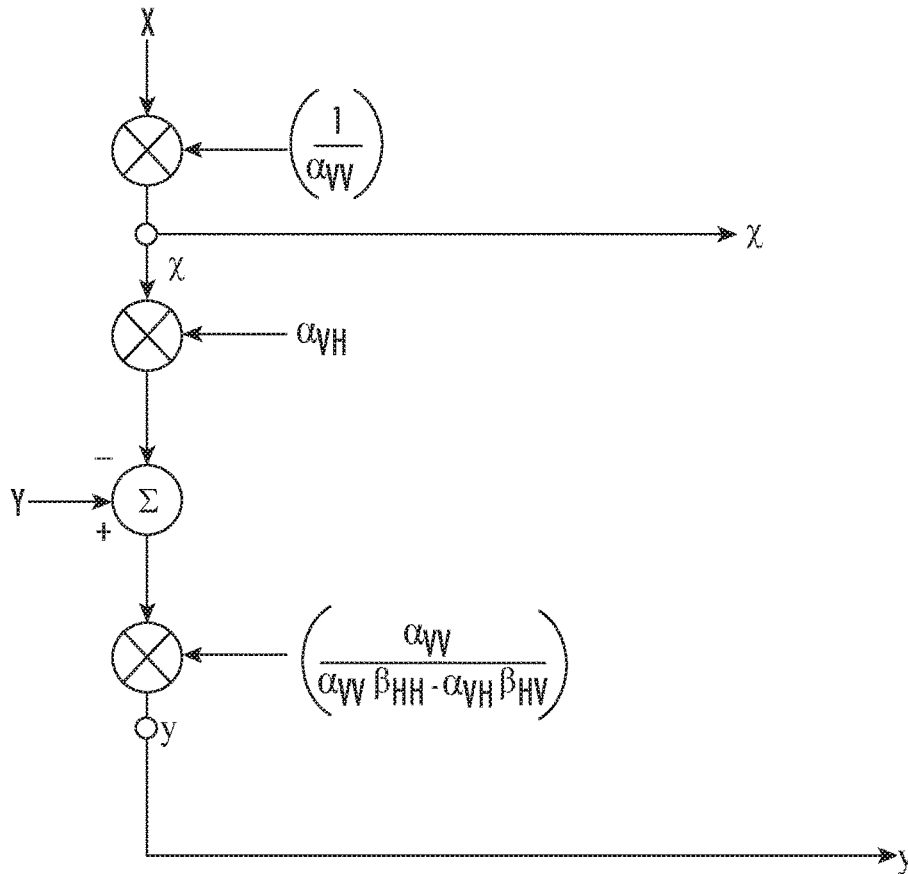 X
(1/α_VV)
χ
χ
α_VH
−
Y
Σ
+
(α_VV / α_VV β_HH - α_VH β_HV)
y
y